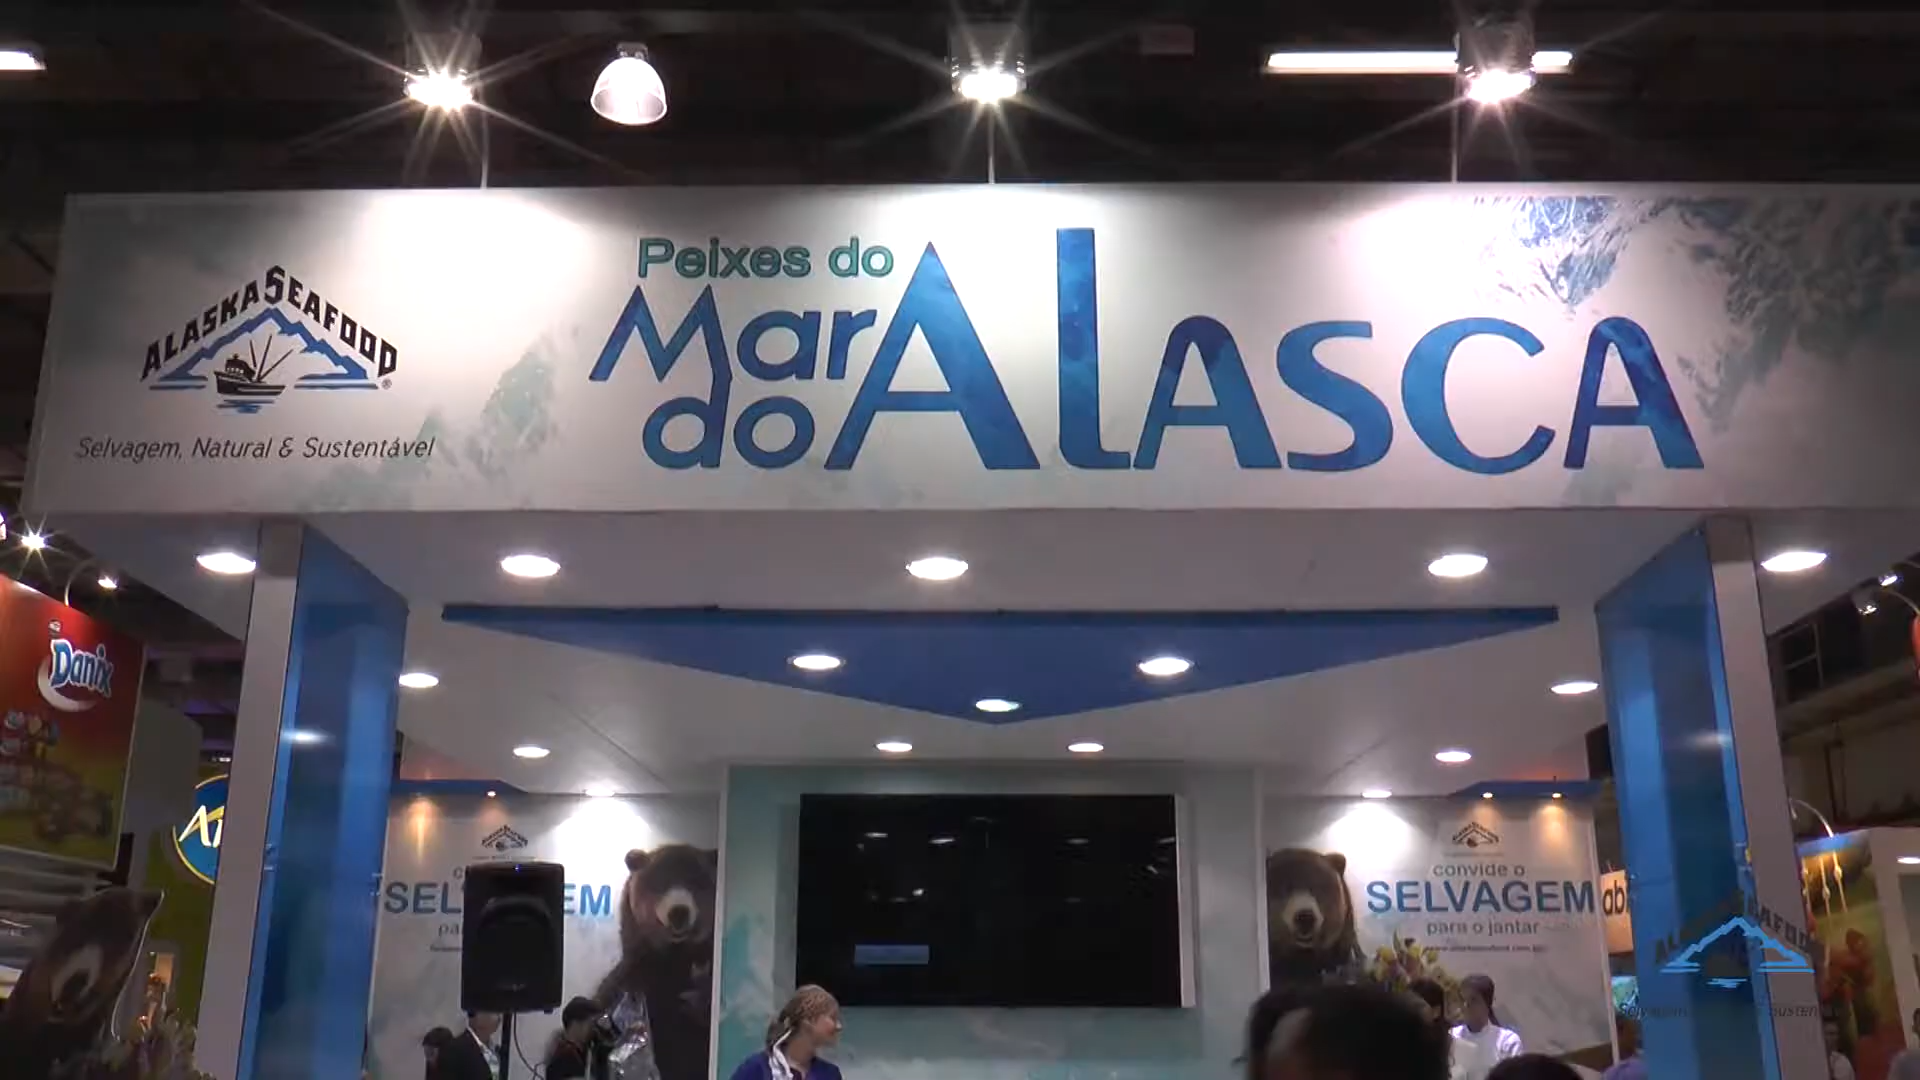 Peixes do
Mar do ALASCA
ALASKA SEAFOOD®
Selvagem, Natural & Sustentável
Danix
convide o
SELVAGEM
para o jantar
ALASKA SEAFOOD